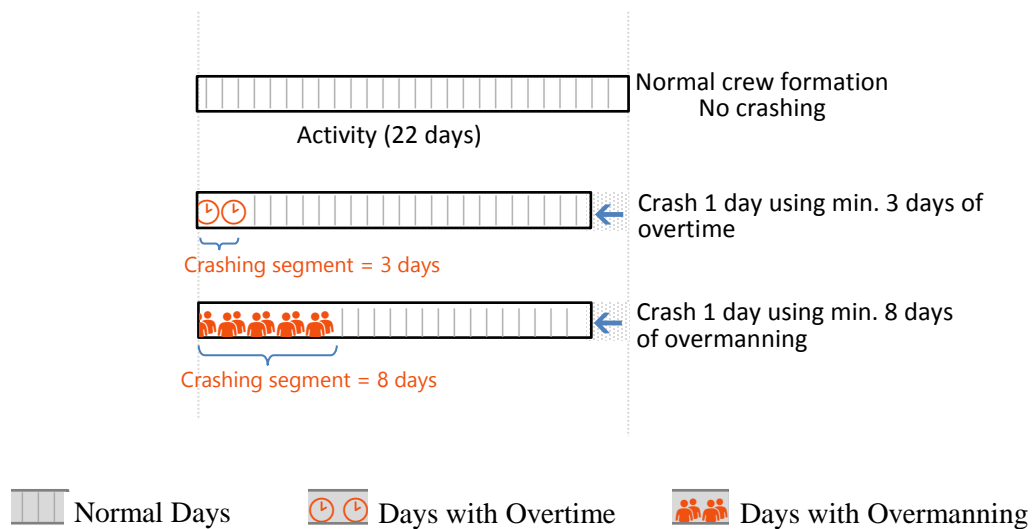 Normal crew formation
No crashing
Activity (22 days)
Crash 1 day using min. 3 days of
overtime
Crashing segment = 3 days
Crash 1 day using min. 8 days
of overmanning
Crashing segment = 8 days
Normal Days
Days with Overtime
Days with Overmanning